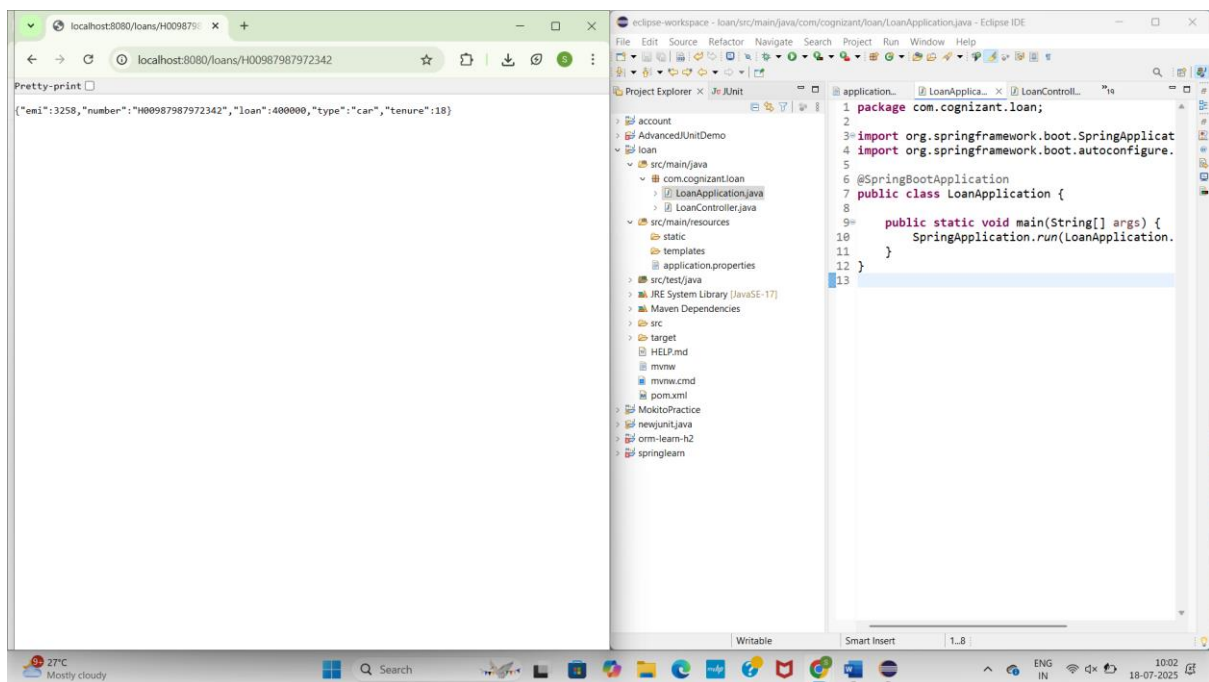 localhost:8080/loans/H0098798
localhost:8080/loans/H00987987972342
S
Pretty-print
{"emi":3258,"number":"H00987987972342","loan":400000,"type":"car","tenure":18}
eclipse-workspace - loan/src/main/java/com/cognizant/loan/LoanApplication.java - Eclipse IDE
File Edit Source Refactor Navigate Search Project Run Window Help
Project Explorer JUnit
account
AdvancedJUnitDemo
loan
src/main/java
com.cognizant.loan
LoanApplication.java
LoanController.java
src/main/resources
static
templates
application.properties
src/test/java
JRE System Library [JavaSE-17]
Maven Dependencies
src
target
HELP.md
mvnw
mvnw.cmd
pom.xml
MokitoPractice
newjunit.java
orm-learn-h2
springlearn
application... LoanApplica... LoanControll... "19
1 package com.cognizant.loan;
2
3 import org.springframework.boot.SpringApplicat
4 import org.springframework.boot.autoconfigure.
5
6 @SpringBootApplication
7 public class LoanApplication {
8
9 public static void main(String[] args) {
10 SpringApplication.run(LoanApplication.
11 }
12 }
13
Writable Smart Insert
27°C
Mostly cloudy
Search
ENG
IN
10:02
18-07-2025